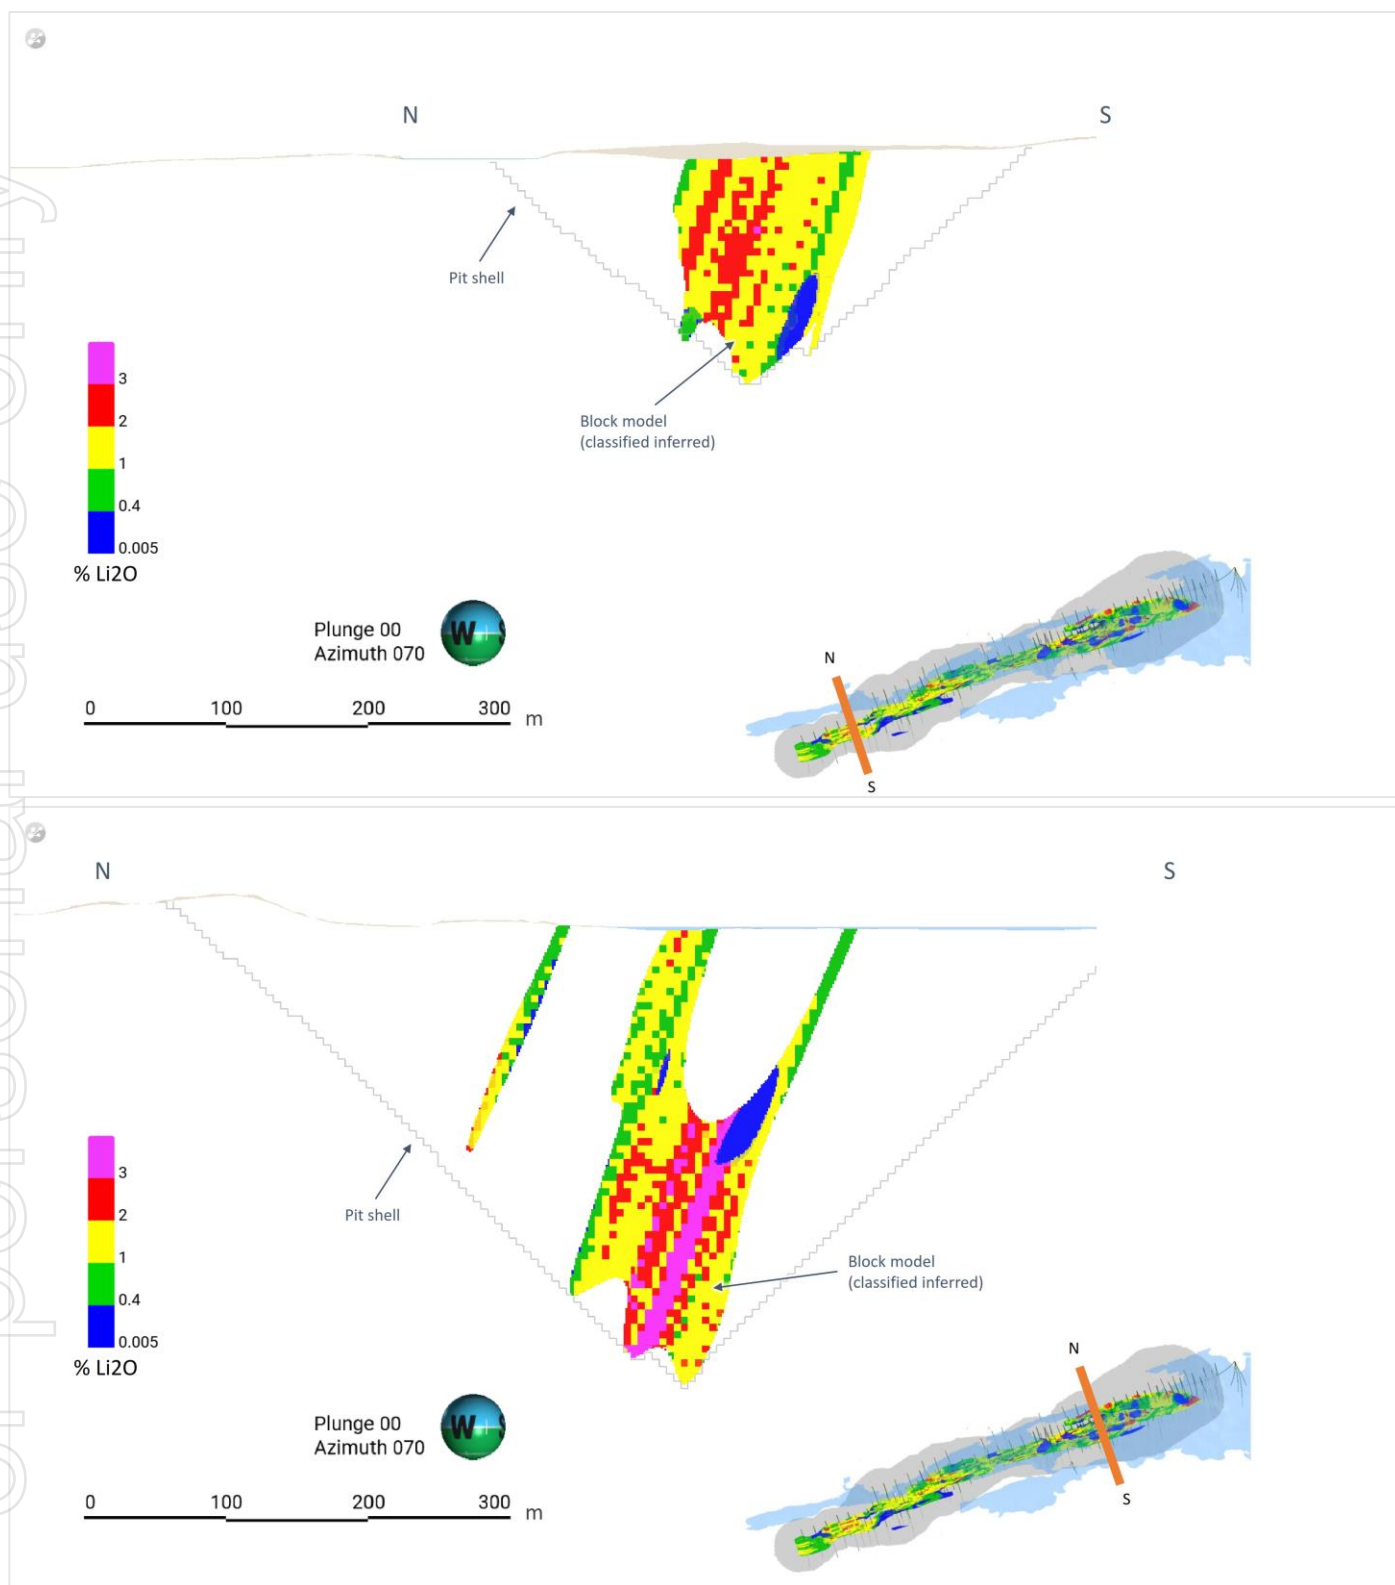 N
S
Pit shell
Block model
(classified inferred)
3
2
1
0.4
0.005
% Li2O
Plunge 00
Azimuth 070
W
S
0
100
200
300
m
N
S
N
S
Pit shell
Block model
(classified inferred)
3
2
1
0.4
0.005
% Li2O
Plunge 00
Azimuth 070
W
S
0
100
200
300
m
N
S